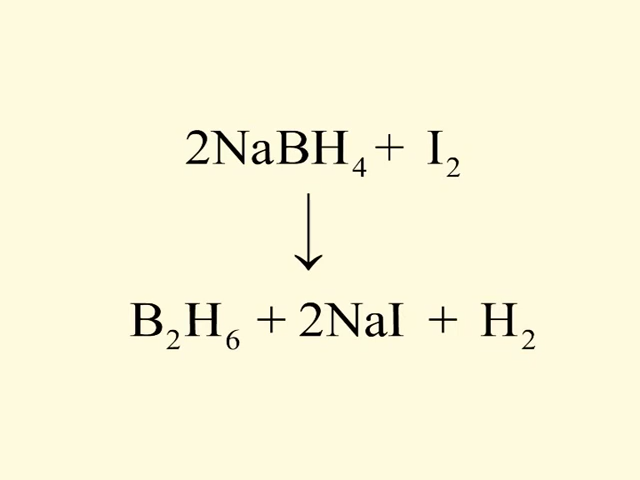 2NaBH₄ + I₂
↓
B₂H₆ + 2NaI + H₂